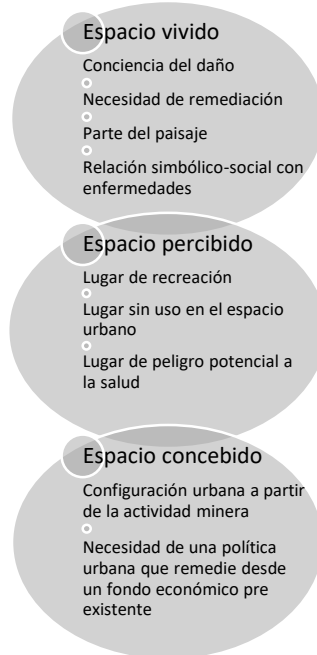 Espacio vivido
Conciencia del daño
Necesidad de remediación
Parte del paisaje
Relación simbólico-social con
enfermedades
Espacio percibido
Lugar de recreación
Lugar sin uso en el espacio
urbano
Lugar de peligro potencial a
la salud
Espacio concebido
Configuración urbana a partir
de la actividad minera
Necesidad de una política
urbana que remedie desde
un fondo económico pre
existente